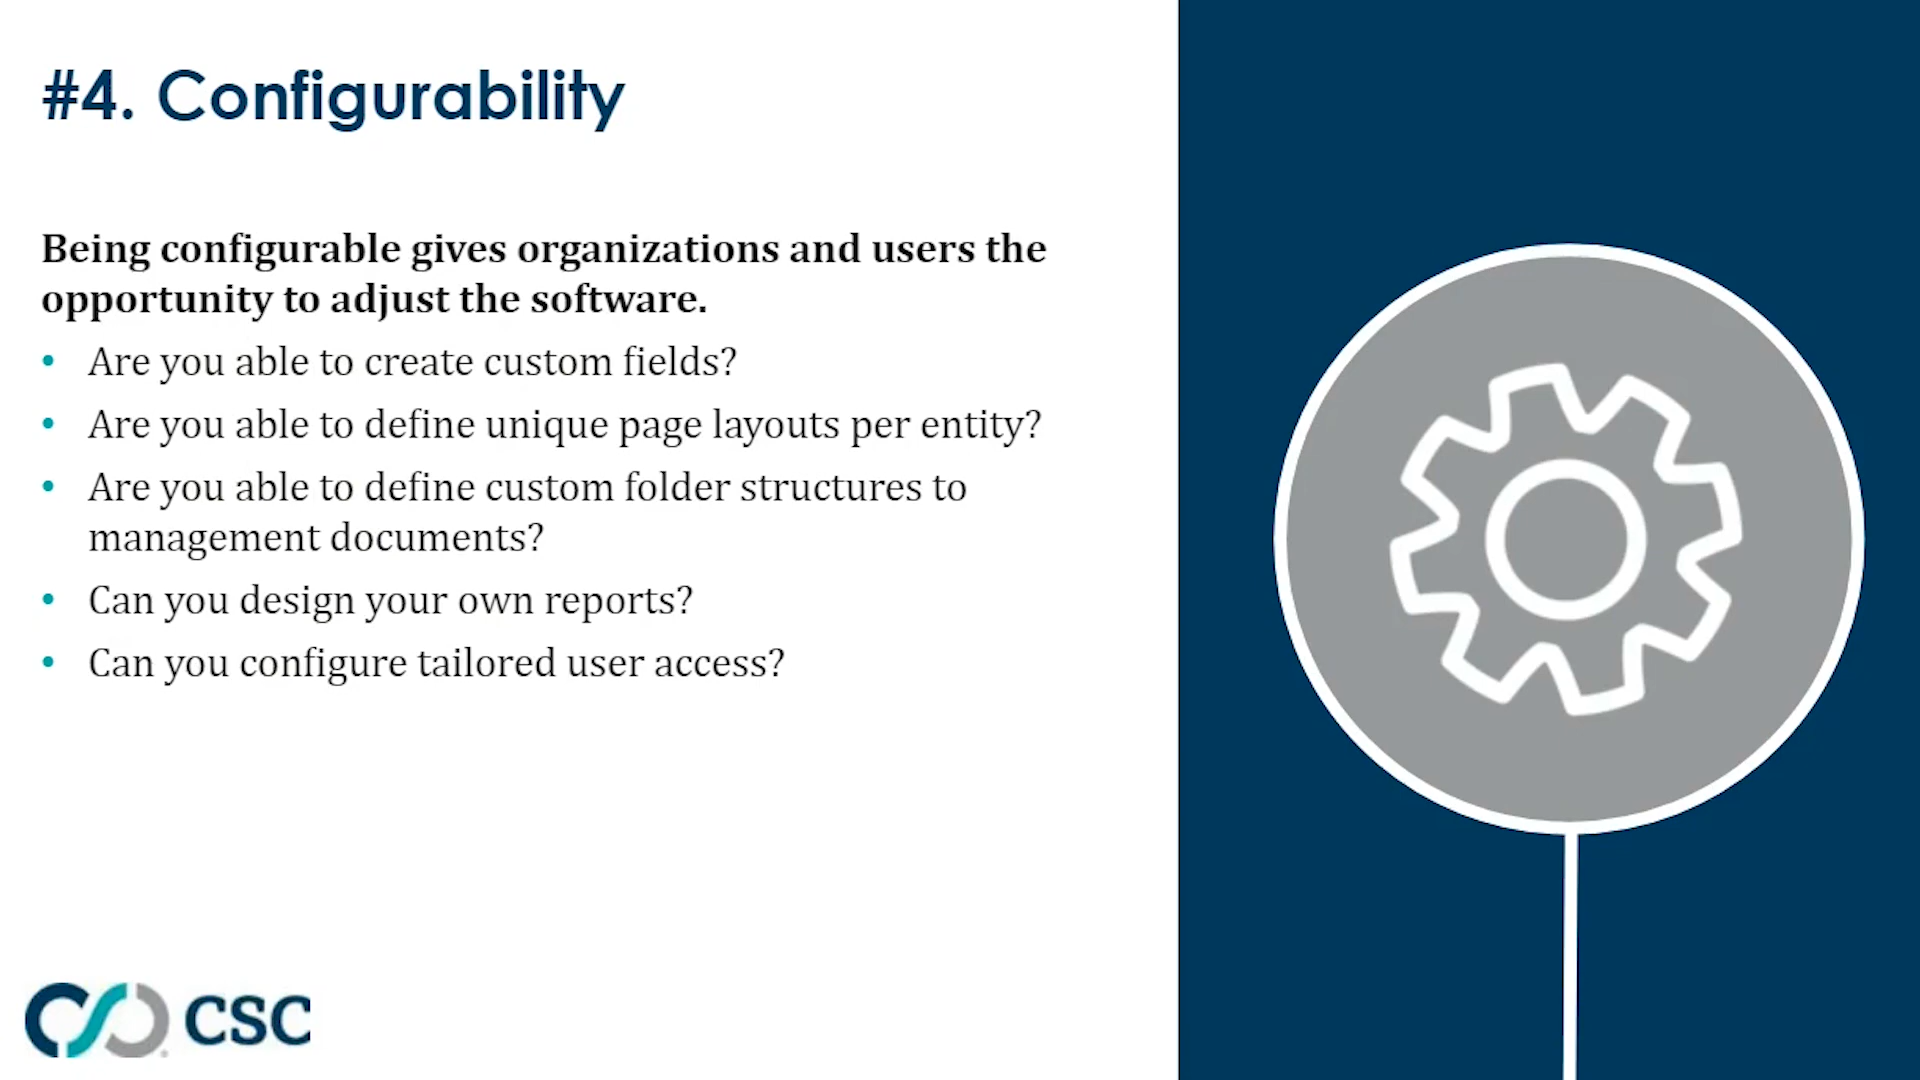 #4. Configurability
Being configurable gives organizations and users the
opportunity to adjust the software.
• Are you able to create custom fields?
• Are you able to define unique page layouts per entity?
• Are you able to define custom folder structures to
management documents?
• Can you design your own reports?
• Can you configure tailored user access?
CSC